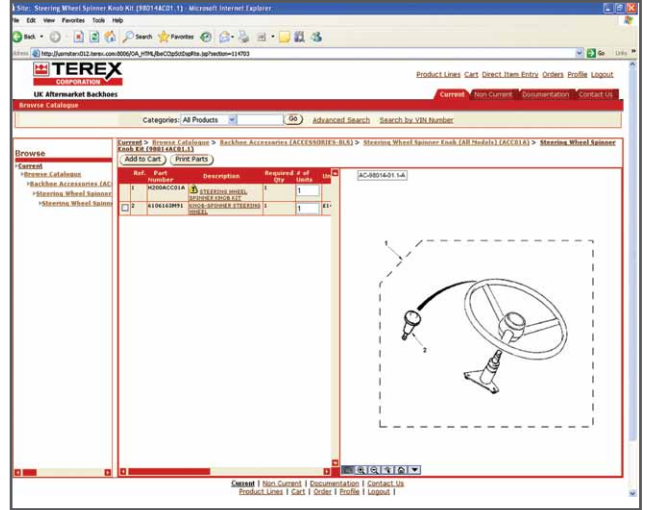 Site: Steering Wheel Spinner Knob Kit (98014AC01.1) - Microsoft Internet Explorer
File Edit View Favorites Tools Help
Back Search Favorites
Go Links
TEREX
CORPORATION
Product Lines Cart Direct Item Entry Orders Profile Logout
UK Aftermarket Backhoes
Current Non Current Documentation Contact Us
Browse Catalogue
Categories: All Products Go Advanced Search Search by VIN Number
Current > Browse Catalogue > Backhoe Accessories (ACCESSORIES-BLS) > Steering Wheel Spinner Knob (All Models) (ACC01A) > Steering Wheel Spinner
Knob Kit (98014AC01.1)
Browse
Add to Cart Print Parts
Current
Browse Catalogue
Backhoe Accessories (AC
Steering Wheel Spinner
Steering Wheel Spinn
Ref. Part Number Description Required Qty # of Units
1 H200ACC01A STEERING WHEEL SPINNER KNOB KIT 1 1
2 6106163M91 KNOB-SPINNER STEERING WHEEL 1 1
AC-98014-01.1-A
1
2
Current | Non Current | Documentation | Contact Us
Product Lines | Cart | Order | Profile | Logout |